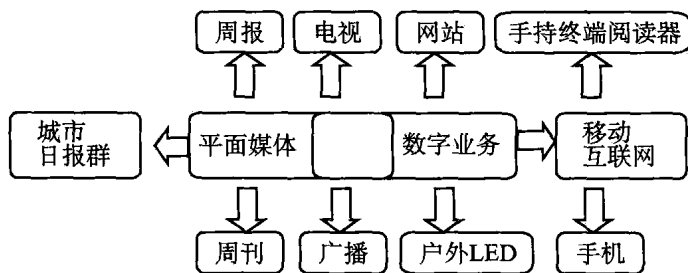 周报
电视
网站
手持终端阅读器
城市
日报群
平面媒体
数字业务
移动
互联网
周刊
广播
户外LED
手机